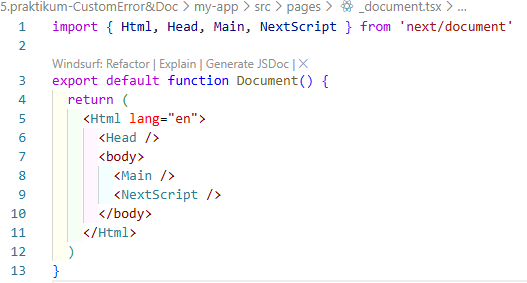 5.praktikum-CustomError&Doc > my-app > src > pages > _document.tsx > ...
1 import { Html, Head, Main, NextScript } from 'next/document'
2
Windsurf: Refactor | Explain | Generate JSDoc | X
3 export default function Document() {
4   return (
5     <Html lang="en">
6       <Head />
7       <body>
8         <Main />
9         <NextScript />
10       </body>
11     </Html>
12   )
13 }